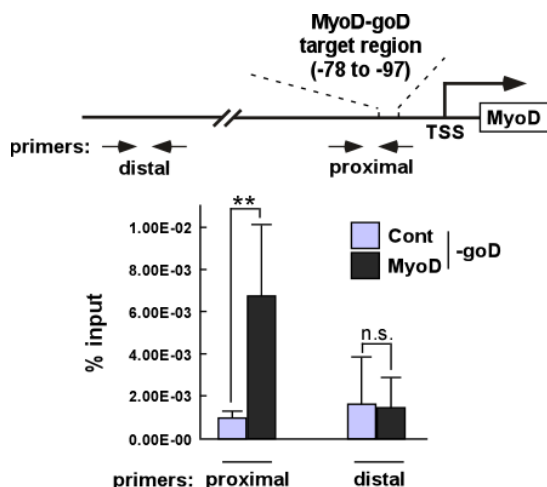 MyoD-goD
target region
(-78 to -97)
TSS
MyoD
primers:
distal
proximal
**
1.00E-02
8.00E-03
6.00E-03
4.00E-03
2.00E-03
0.00E-00
% input
Cont
MyoD
-goD
n.s.
primers: proximal distal